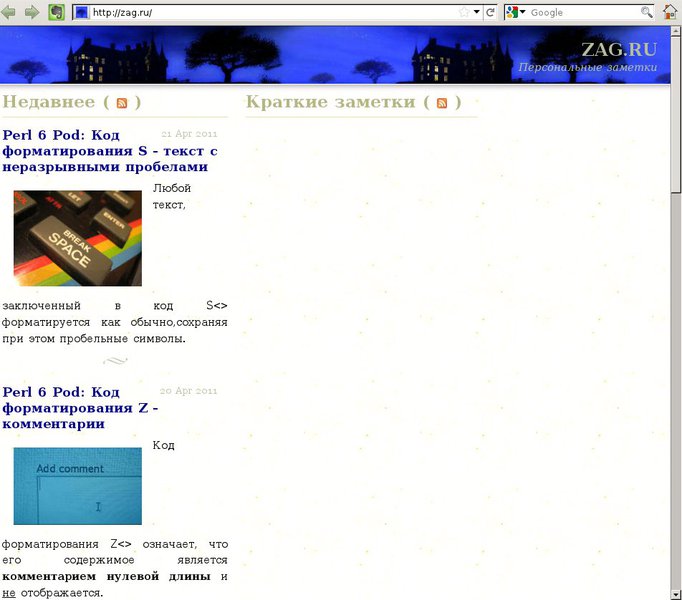 http://zag.ru/
Google
ZAG.RU
Персональные заметки
Недавнее ( )
Краткие заметки ( )
21 Apr 2011
Perl 6 Pod: Код
форматирования S - текст с
неразрывными пробелами
Любой
текст,
LET
ENTER
BREAK
SPACE
заключенный в код S<>
форматируется как обычно,сохраняя
при этом пробельные символы.
20 Apr 2011
Perl 6 Pod: Код
форматирования Z -
комментарии
Код
Add comment
форматирования Z<> означает, что
его содержимое является
комментарием нулевой длины и
не отображается.